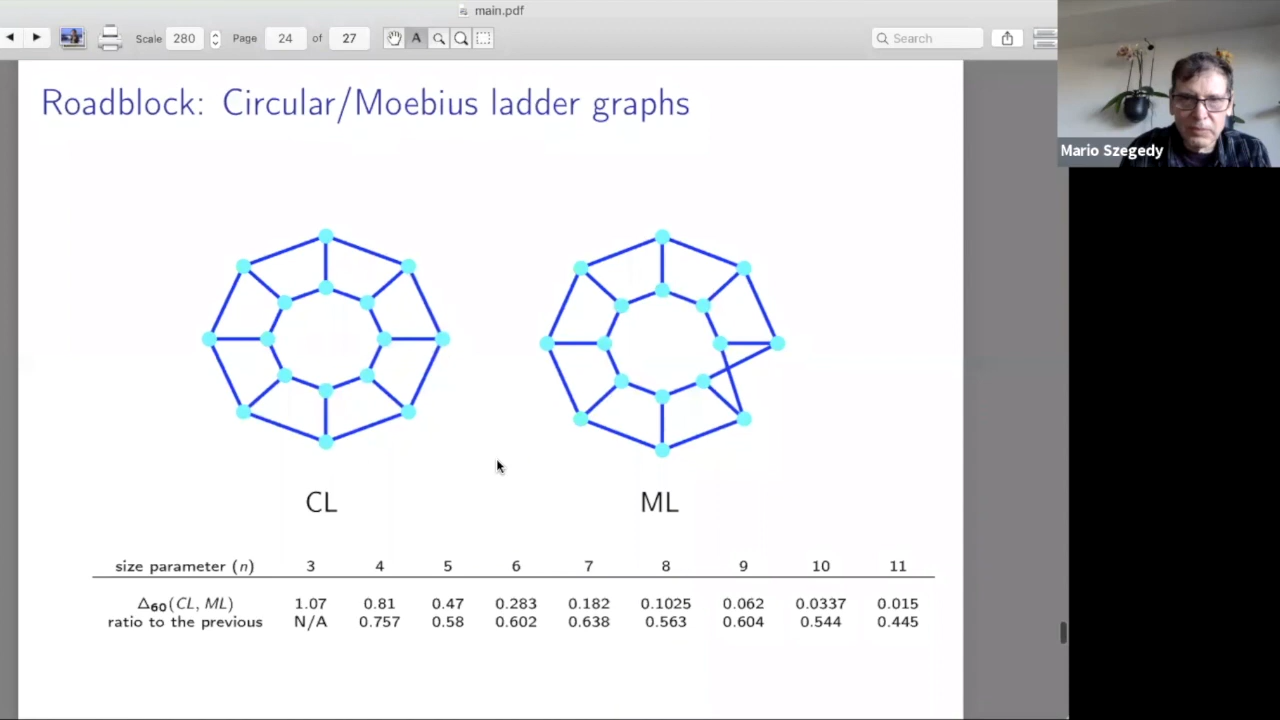 main.pdf
Scale 280 Page 24 of 27 A Search
Roadblock: Circular/Moebius ladder graphs
Mario Szegedy
CL ML
size parameter (n) 3 4 5 6 7 8 9 10 11
Δ60(CL, ML) 1.07 0.81 0.47 0.283 0.182 0.1025 0.062 0.0337 0.015
ratio to the previous N/A 0.757 0.58 0.602 0.638 0.563 0.604 0.544 0.445